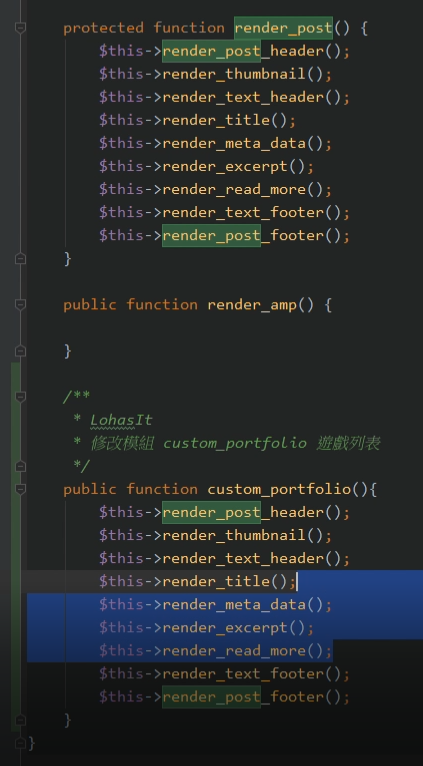 protected function render_post() {
$this->render_post_header();
$this->render_thumbnail();
$this->render_text_header();
$this->render_title();
$this->render_meta_data();
$this->render_excerpt();
$this->render_read_more();
$this->render_text_footer();
$this->render_post_footer();
}
public function render_amp() {
}
/**
* LohasIt
* 修改模組 custom_portfolio 遊戲列表
*/
public function custom_portfolio(){
$this->render_post_header();
$this->render_thumbnail();
$this->render_text_header();
$this->render_title();
$this->render_meta_data();
$this->render_excerpt();
$this->render_read_more();
$this->render_text_footer();
$this->render_post_footer();
}
}